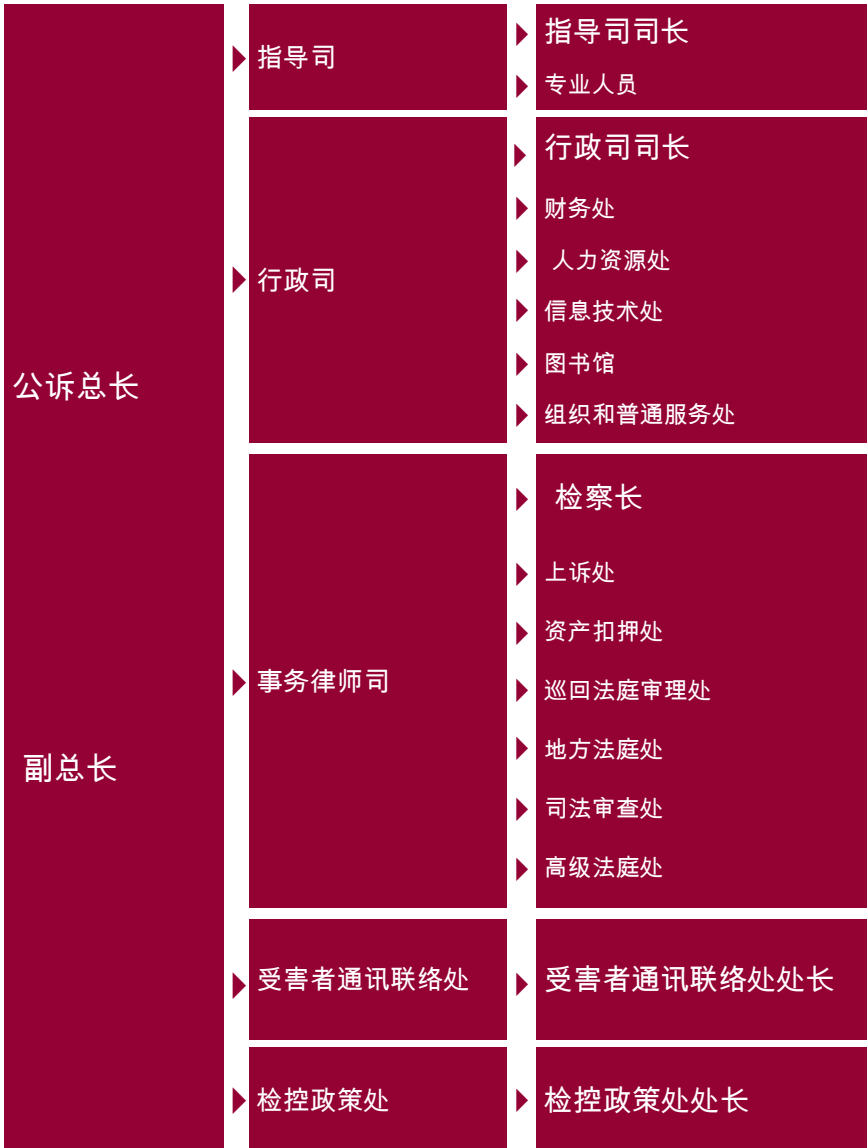 公诉总长
副总长
指导司
指导司司长
专业人员
行政司
行政司司长
财务处
人力资源处
信息技术处
图书馆
组织和普通服务处
事务律师司
检察长
上诉处
资产扣押处
巡回法庭审理处
地方法庭处
司法审查处
高级法庭处
受害者通讯联络处
受害者通讯联络处处长
检控政策处
检控政策处处长